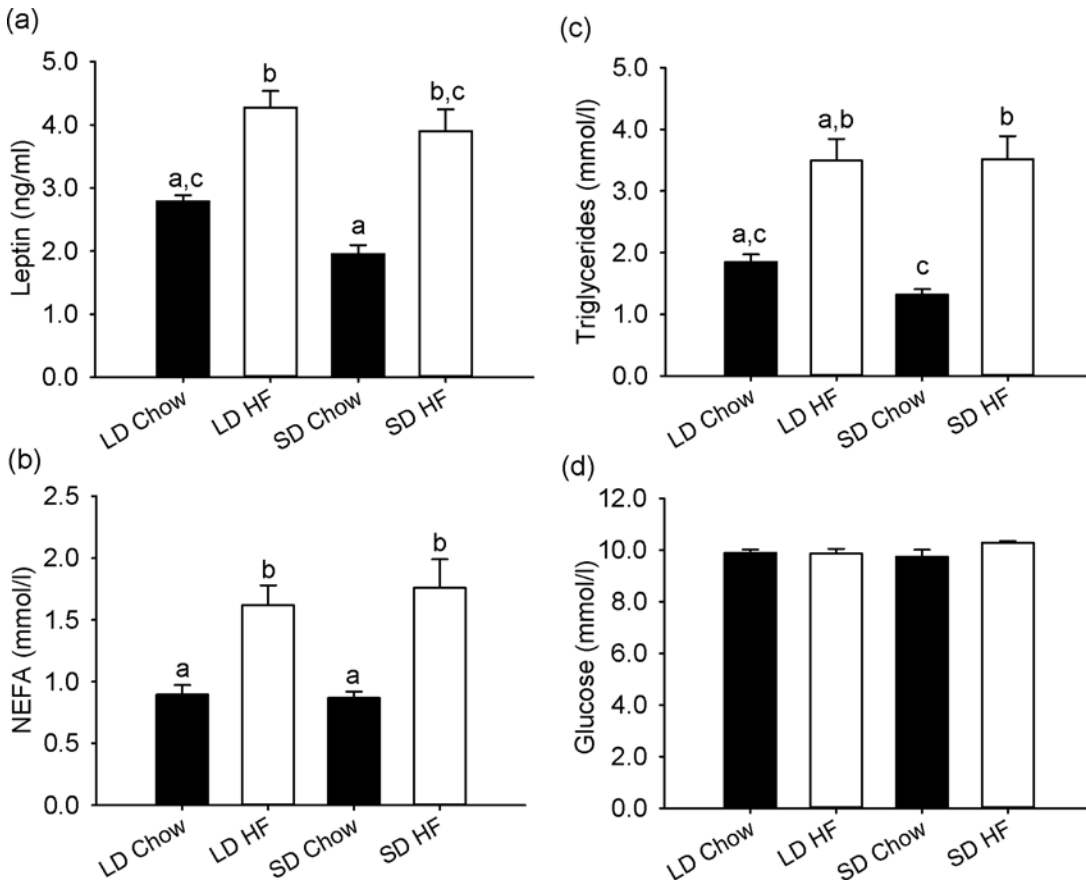 (a)
Leptin (ng/ml)
5.0
4.0
3.0
2.0
1.0
0.0
a,c
b
a
b,c
LD Chow
LD HF
SD Chow
SD HF
(b)
NEFA (mmol/l)
2.5
2.0
1.5
1.0
0.5
0.0
a
b
a
b
LD Chow
LD HF
SD Chow
SD HF
(c)
Triglycerides (mmol/l)
5.0
4.0
3.0
2.0
1.0
0.0
a,c
a,b
c
b
LD Chow
LD HF
SD Chow
SD HF
(d)
Glucose (mmol/l)
12.0
10.0
8.0
6.0
4.0
2.0
0.0
LD Chow
LD HF
SD Chow
SD HF